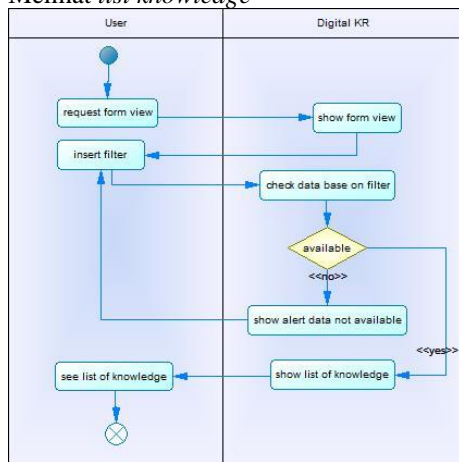 Melihat list knowledge
User
Digital KR
request form view
show form view
insert filter
check data base on filter
available
<<no>>
show alert data not available
<<yes>>
see list of knowledge
show list of knowledge